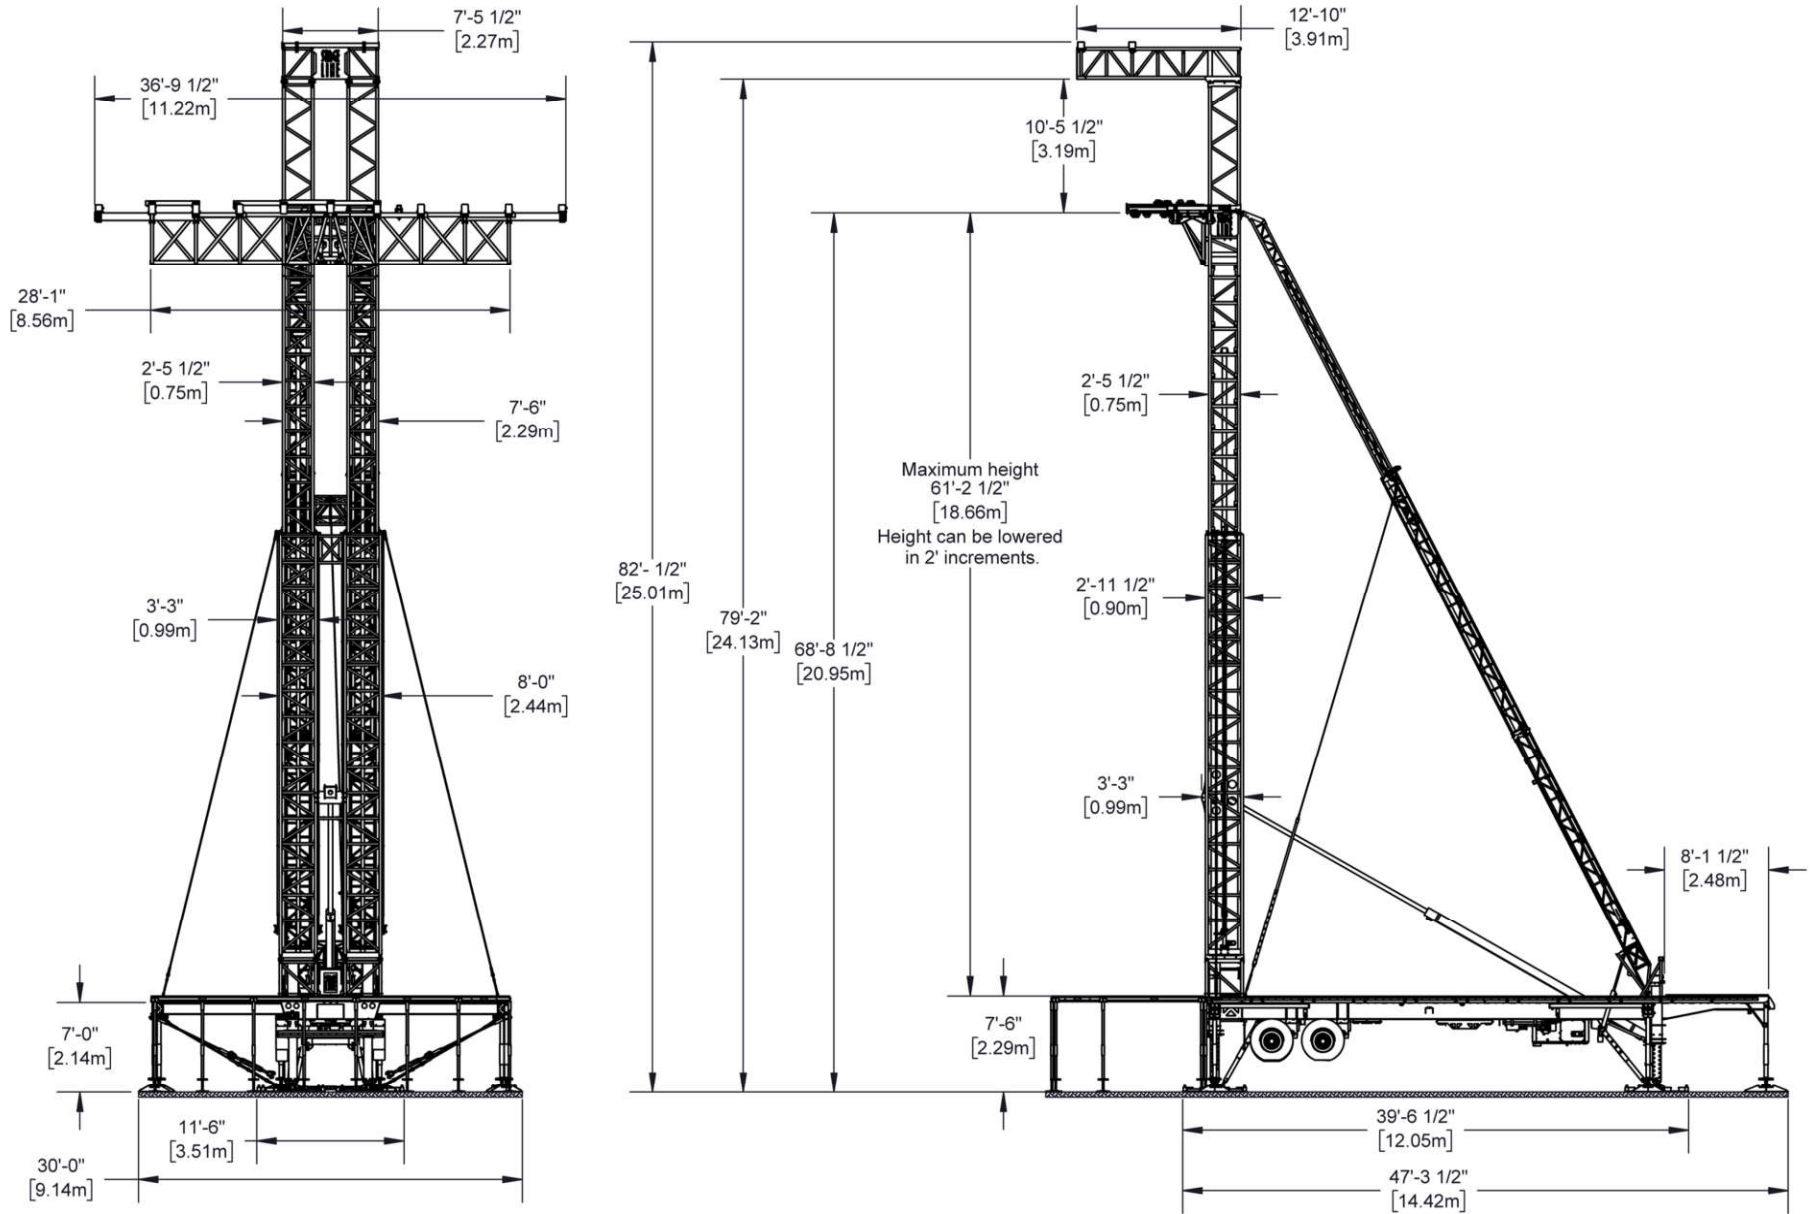 7'-5 1/2"
[2.27m]
36'-9 1/2"
[11.22m]
28'-1"
[8.56m]
2'-5 1/2"
[0.75m]
7'-6"
[2.29m]
3'-3"
[0.99m]
8'-0"
[2.44m]
7'-0"
[2.14m]
11'-6"
[3.51m]
30'-0"
[9.14m]
12'-10"
[3.91m]
10'-5 1/2"
[3.19m]
2'-5 1/2"
[0.75m]
Maximum height
61'-2 1/2"
[18.66m]
Height can be lowered
in 2' increments.
82'- 1/2"
[25.01m]
79'-2"
[24.13m]
68'-8 1/2"
[20.95m]
2'-11 1/2"
[0.90m]
3'-3"
[0.99m]
8'-1 1/2"
[2.48m]
7'-6"
[2.29m]
39'-6 1/2"
[12.05m]
47'-3 1/2"
[14.42m]